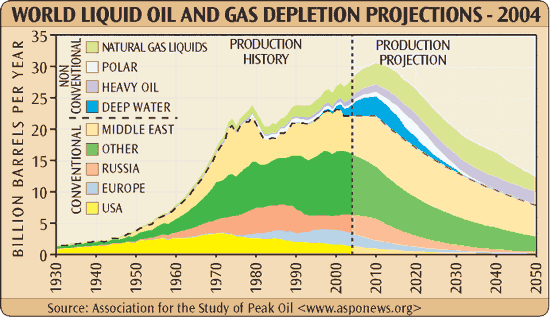 WORLD LIQUID OIL AND GAS DEPLETION PROJECTIONS - 2004
BILLION BARRELS PER YEAR
35
30
25
20
15
10
5
0
NON
CONVENTIONAL
NATURAL GAS LIQUIDS
POLAR
HEAVY OIL
DEEP WATER
CONVENTIONAL
MIDDLE EAST
OTHER
RUSSIA
EUROPE
USA
PRODUCTION
HISTORY
PRODUCTION
PROJECTION
1930 1940 1950 1960 1970 1980 1990 2000 2010 2020 2030 2040 2050
Source: Association for the Study of Peak Oil <www.asponews.org>